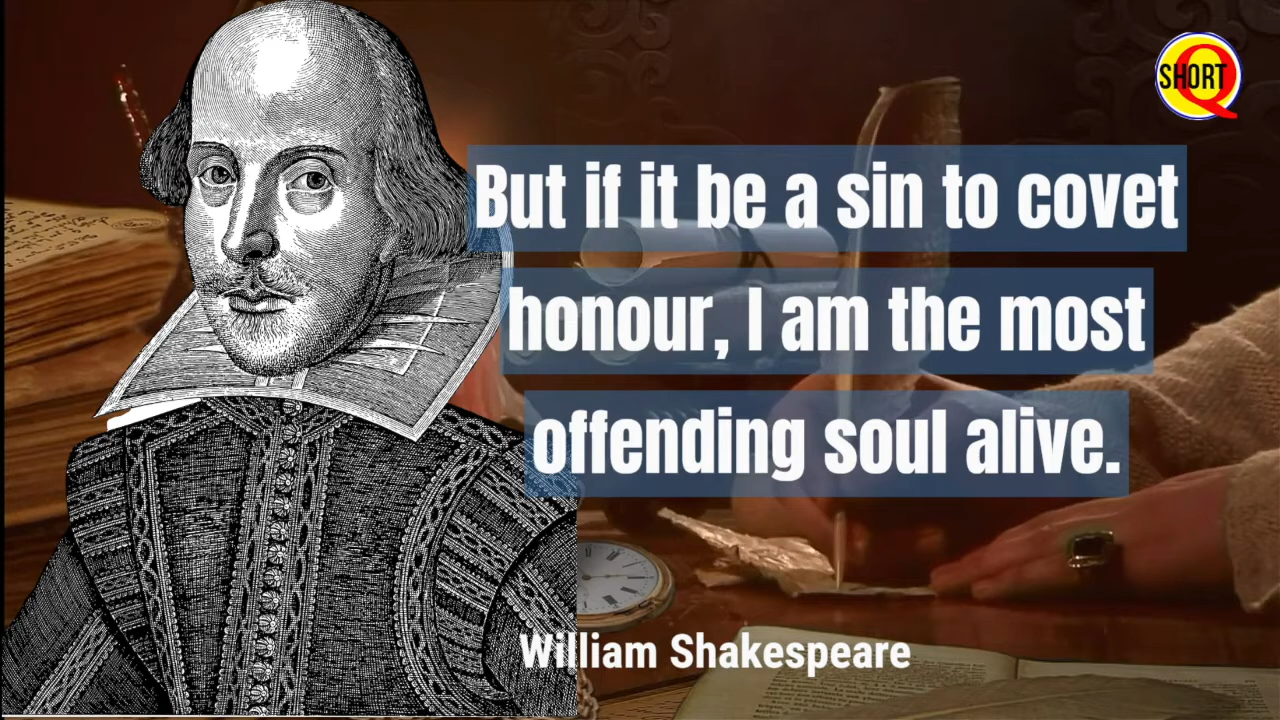 SHORT Q
But if it be a sin to covet
honour, I am the most
offending soul alive.
William Shakespeare